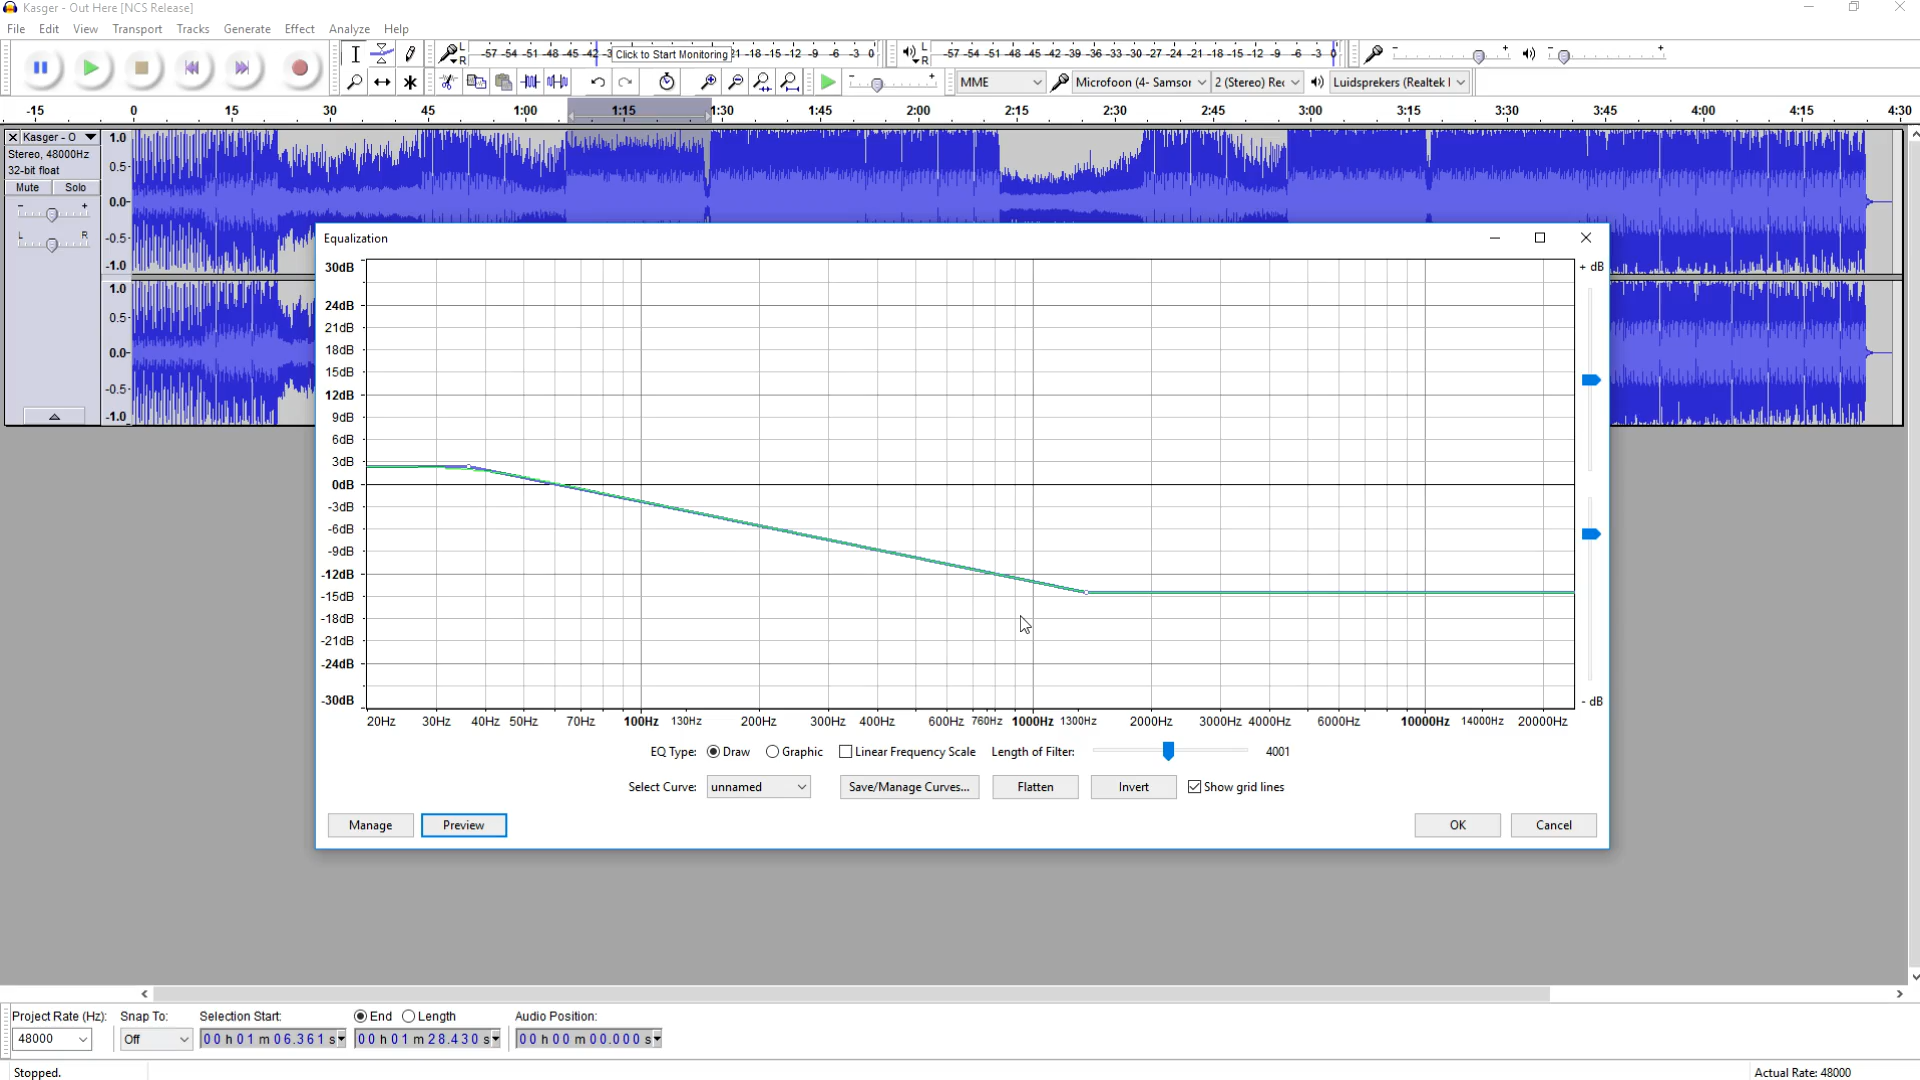 Kasger - Out Here [NCS Release]
File Edit View Transport Tracks Generate Effect Analyze Help
L R -57 -54 -51 -48 -45 -42 -3 Click to Start Monitoring 21 -18 -15 -12 -9 -6 -3 0 L R -57 -54 -51 -48 -45 -42 -39 -36 -33 -30 -27 -24 -21 -18 -15 -12 -9 -6 -3 0 - + - +
- + MME Microfoon (4- Samsor 2 (Stereo) Rec Luidsprekers (Realtek
-15 0 15 30 45 1:00 1:15 1:30 1:45 2:00 2:15 2:30 2:45 3:00 3:15 3:30 3:45 4:00 4:15 4:30
Kasger - O 1.0
Stereo, 48000Hz
32-bit float 0.5-
Mute Solo
- + 0.0-
L R -0.5-
-1.0
1.0
0.5-
0.0-
-0.5-
-1.0
Equalization
30dB + dB
24dB
21dB
18dB
15dB
12dB
9dB
6dB
3dB
0dB
-3dB
-6dB
-9dB
-12dB
-15dB
-18dB
-21dB
-24dB
-30dB - dB
20Hz 30Hz 40Hz 50Hz 70Hz 100Hz 130Hz 200Hz 300Hz 400Hz 600Hz 760Hz 1000Hz 1300Hz 2000Hz 3000Hz 4000Hz 6000Hz 10000Hz 14000Hz 20000Hz
EQ Type: Draw Graphic Linear Frequency Scale Length of Filter: 4001
Select Curve: unnamed Save/Manage Curves... Flatten Invert Show grid lines
Manage Preview OK Cancel
Project Rate (Hz): Snap To: Selection Start: End Length Audio Position:
48000 Off 00 h 01 m 06.361 s 00 h 01 m 28.430 s 00 h 00 m 00.000 s
Stopped. Actual Rate: 48000